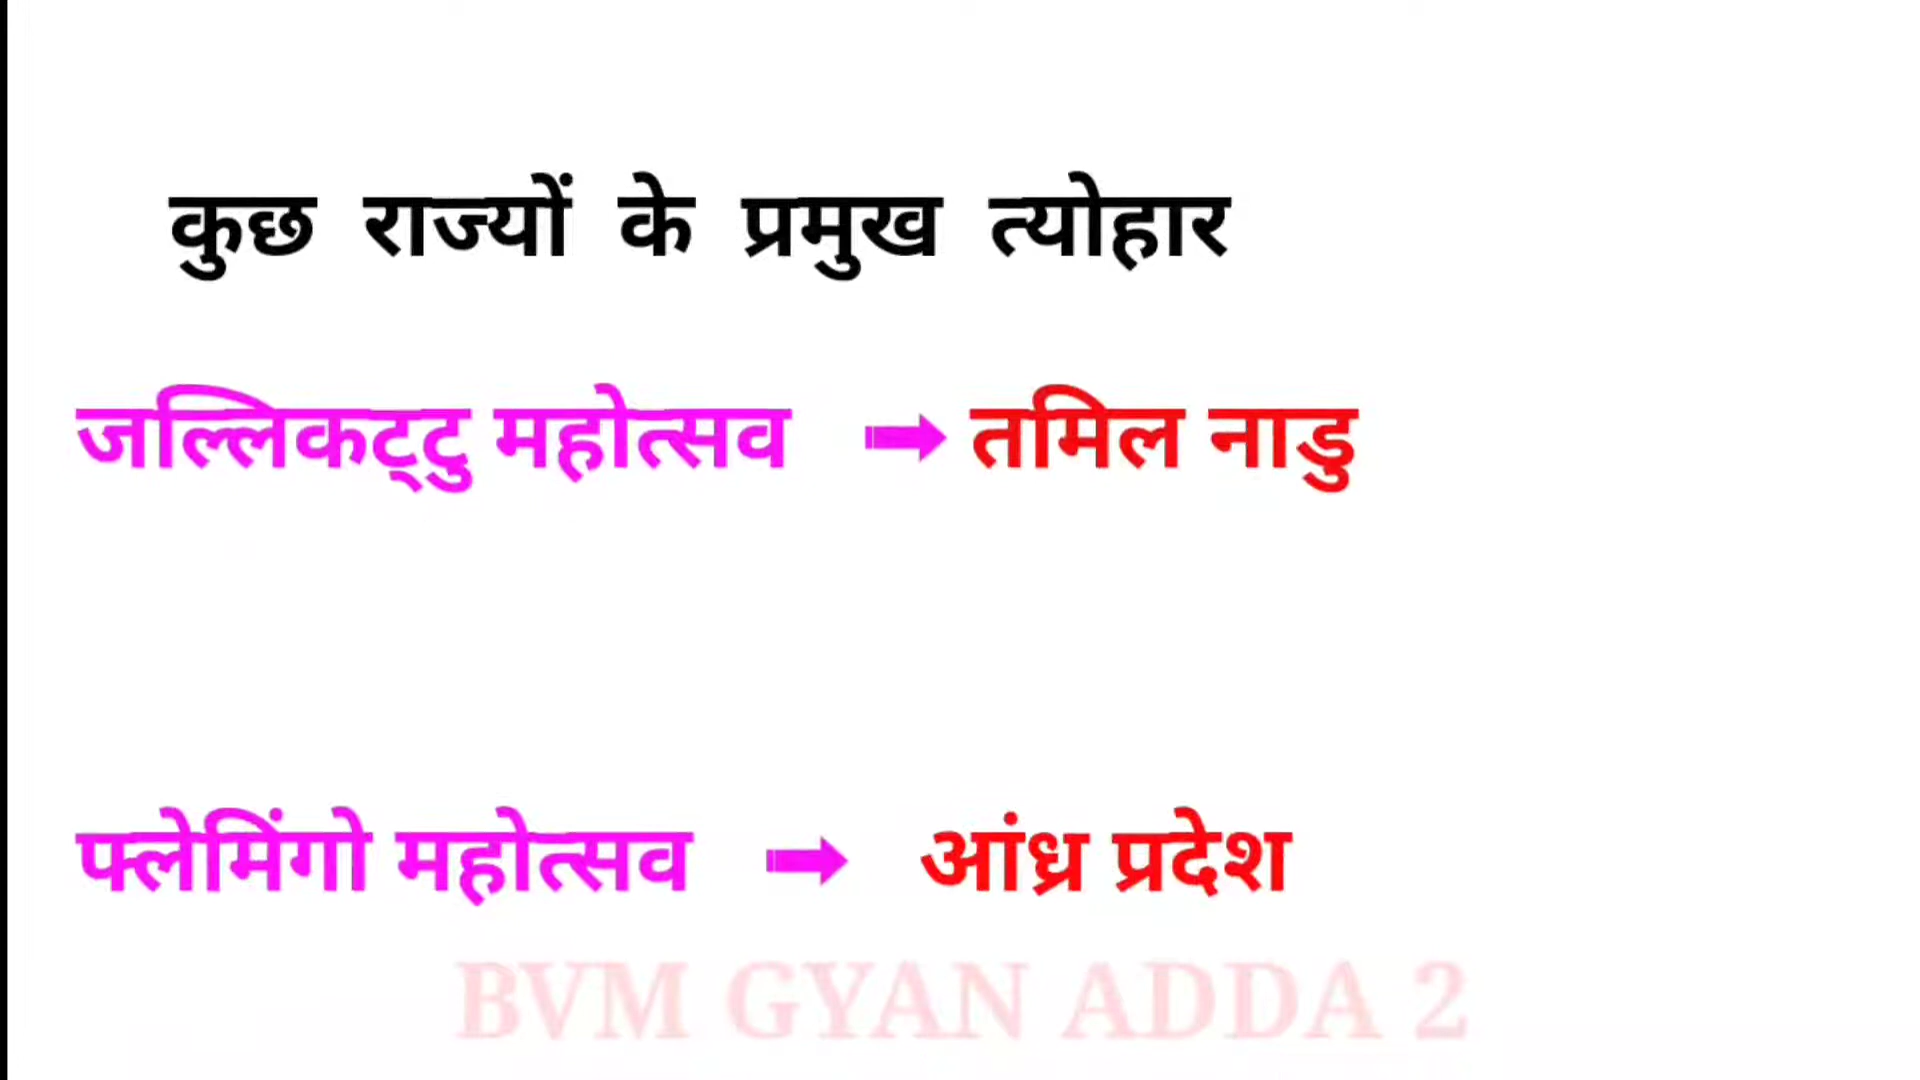 कुछ राज्यों के प्रमुख त्योहार
जल्लिकट्टु महोत्सव ➡ तमिल नाडु
फ्लेमिंगो महोत्सव ➡ आंध्र प्रदेश
BVM GYAN ADDA 2